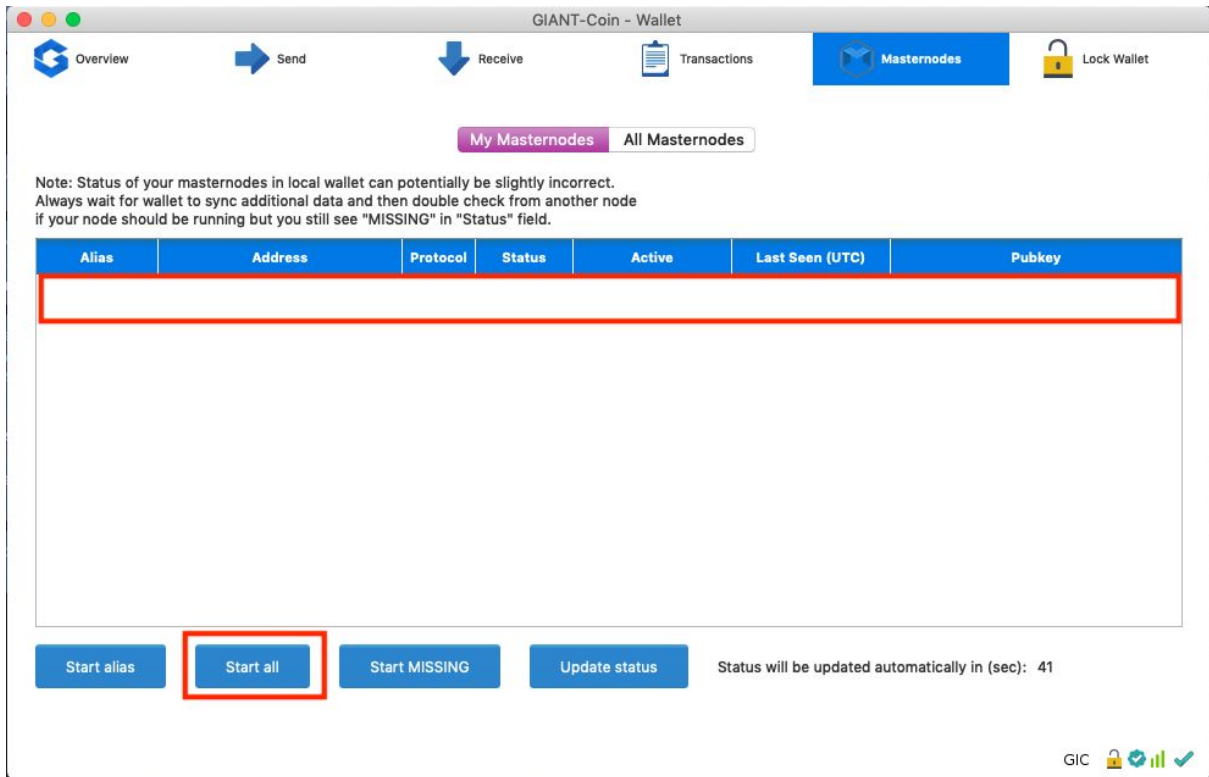 GIANT-Coin - Wallet
Overview Send Receive Transactions Masternodes Lock Wallet
My Masternodes All Masternodes
Note: Status of your masternodes in local wallet can potentially be slightly incorrect.
Always wait for wallet to sync additional data and then double check from another node
if your node should be running but you still see "MISSING" in "Status" field.
Alias Address Protocol Status Active Last Seen (UTC) Pubkey
Start alias Start all Start MISSING Update status Status will be updated automatically in (sec): 41
GIC